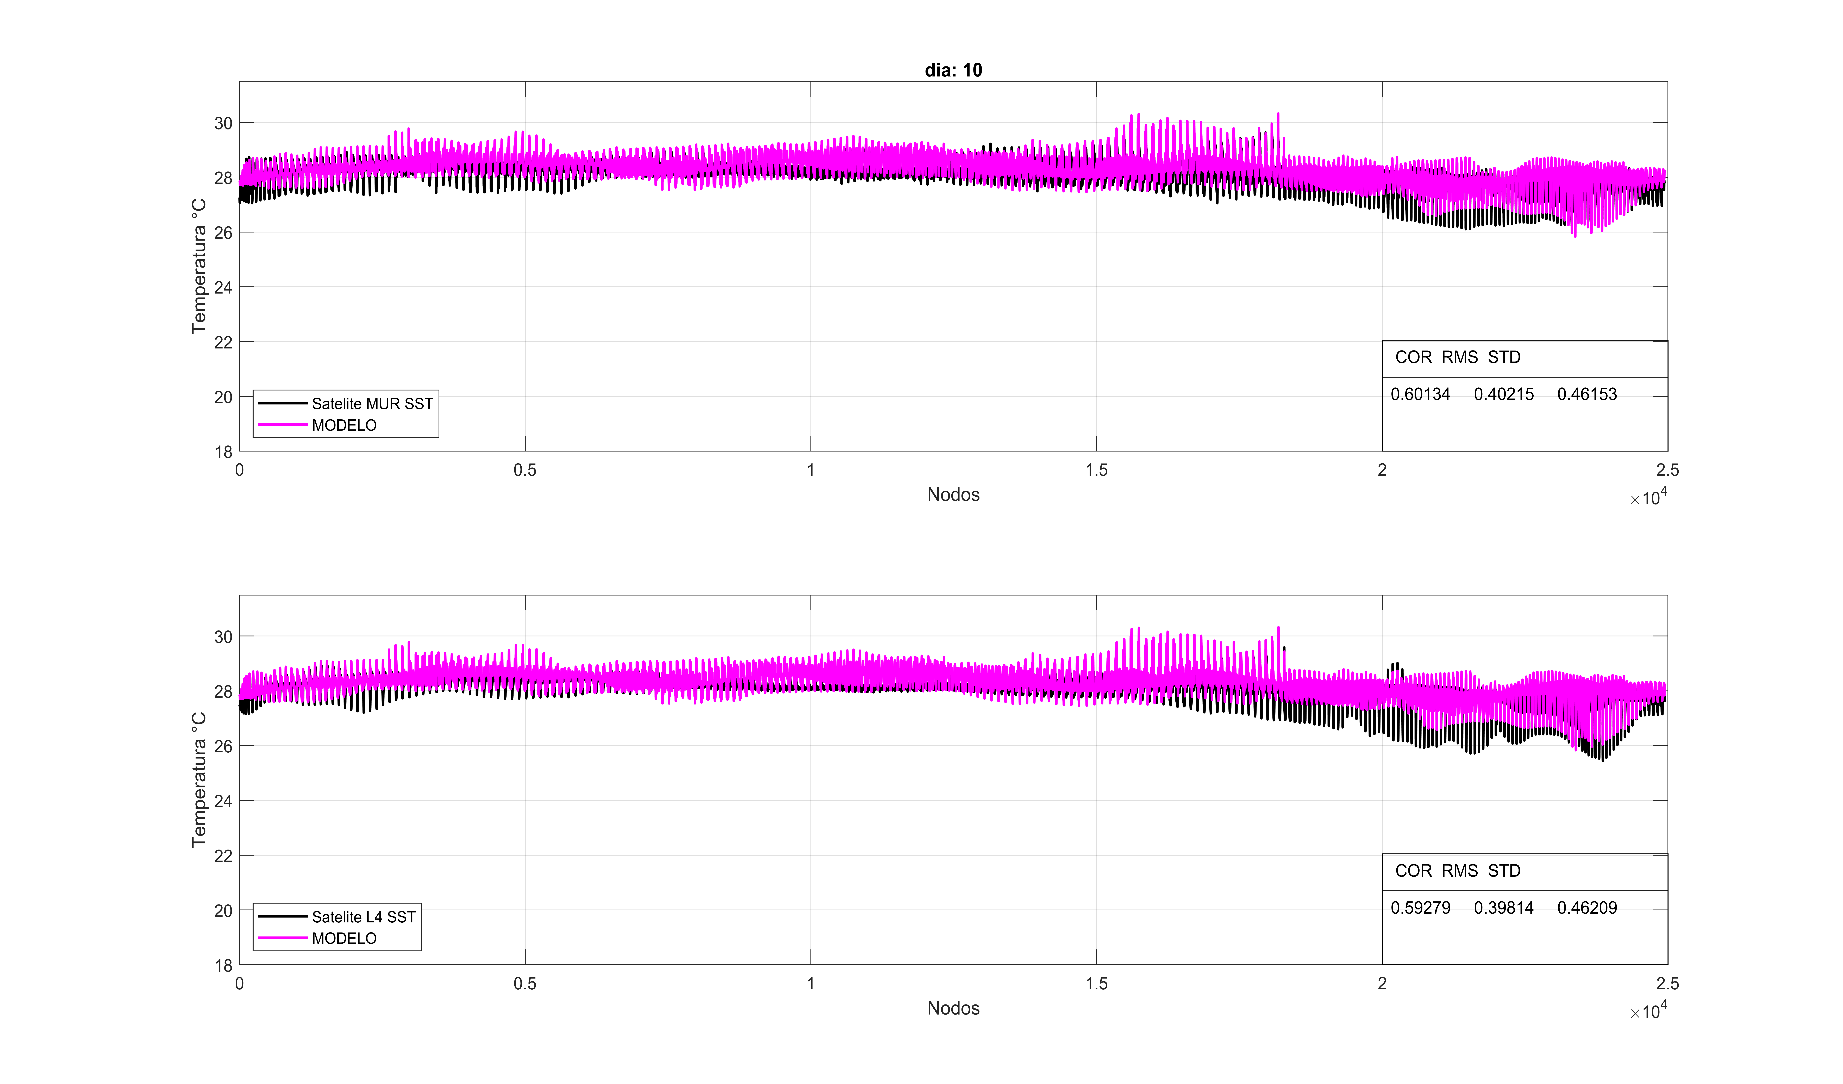 dia: 10
30
28
26
24
22
20
18
Temperatura °C
COR RMS STD
0.60134 0.40215 0.46153
Satelite MUR SST
MODELO
0 0.5 1 1.5 2 2.5
Nodos
×10^4
30
28
26
24
22
20
18
Temperatura °C
COR RMS STD
0.59279 0.39814 0.46209
Satelite L4 SST
MODELO
0 0.5 1 1.5 2 2.5
Nodos
×10^4